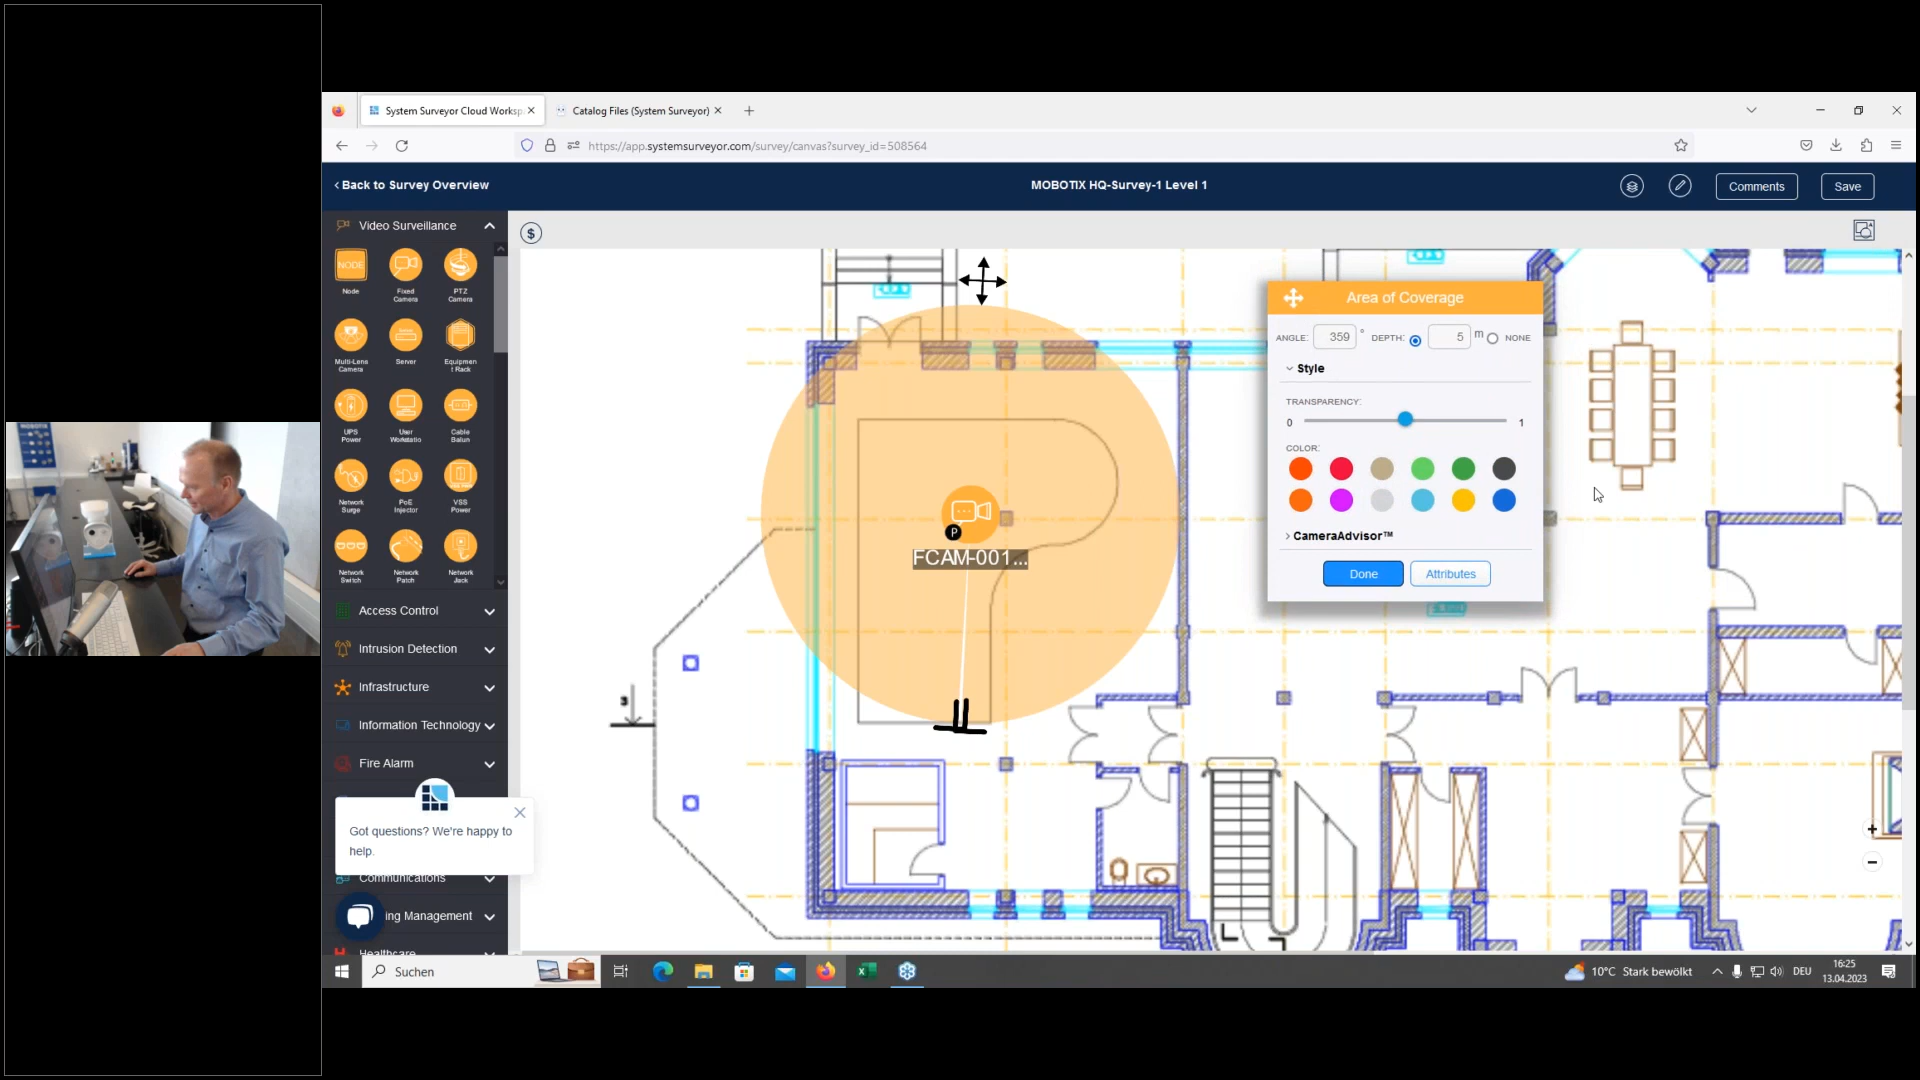 System Surveyor Cloud Worksp
Catalog Files (System Surveyor)
https://app.systemsurveyor.com/survey/canvas?survey_id=508564
Back to Survey Overview
MOBOTIX HQ-Survey-1 Level 1
Comments
Save
Video Surveillance
$
NODE
Node
Fixed
Camera
PTZ
Camera
Multi-Lens
Camera
Server
Equipmen
t Rack
UPS
Power
User
Workstatio
Cable
Balun
Network
Surge
PoE
Injector
VSS
Power
Network
Switch
Network
Patch
Network
Jack
Access Control
Intrusion Detection
Infrastructure
Information Technology
Fire Alarm
Got questions? We're happy to
help.
Communications
ing Management
Healthcare
P
FCAM-001...
3
Area of Coverage
ANGLE: 359 ° DEPTH: 5 m NONE
Style
TRANSPARENCY:
0 1
COLOR:
CameraAdvisor™
Done
Attributes
Suchen
10°C Stark bewölkt
DEU
16:25
13.04.2023